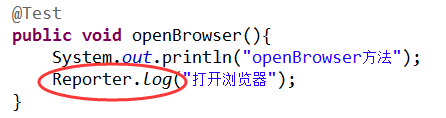 @Test
public void openBrowser(){
System.out.println("openBrowser方法");
Reporter.log("打开浏览器");
}